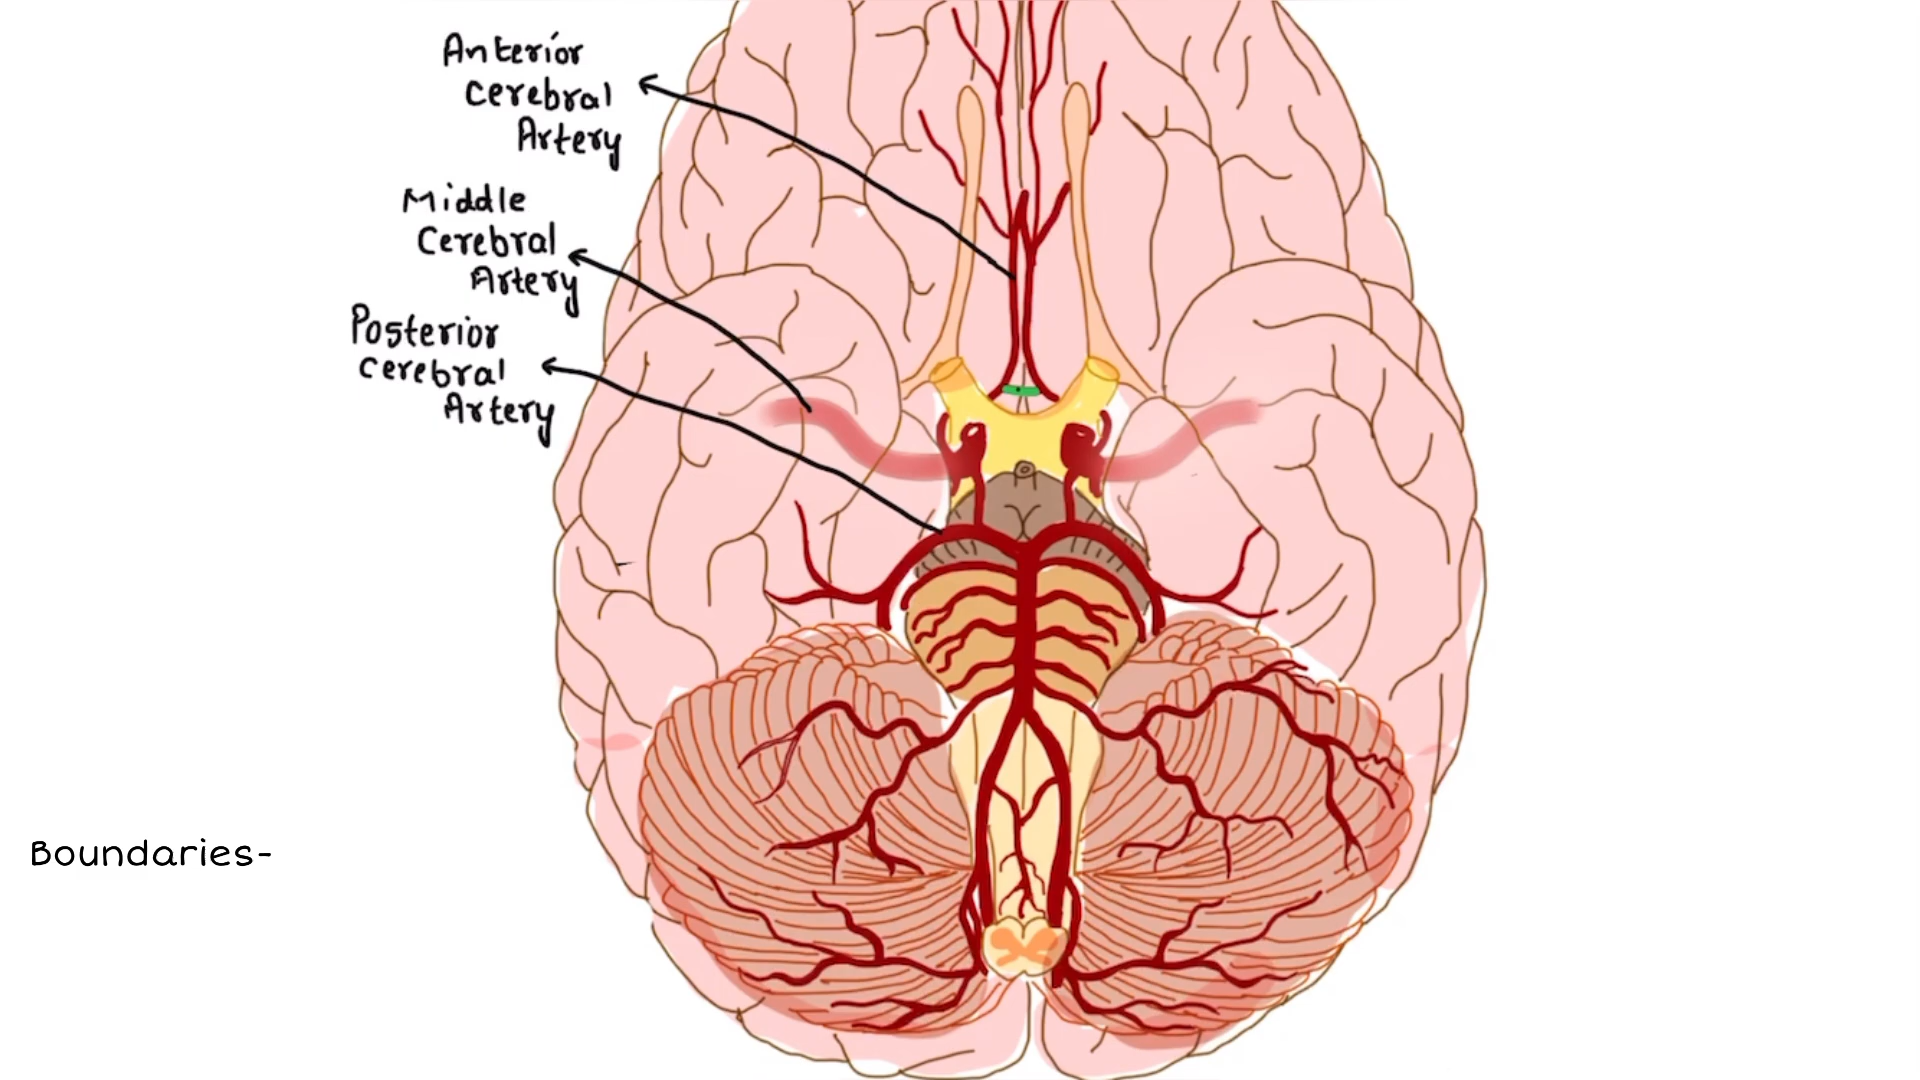 Anterior
Cerebral
Artery
Middle
Cerebral
Artery
Posterior
Cerebral
Artery
Boundaries-